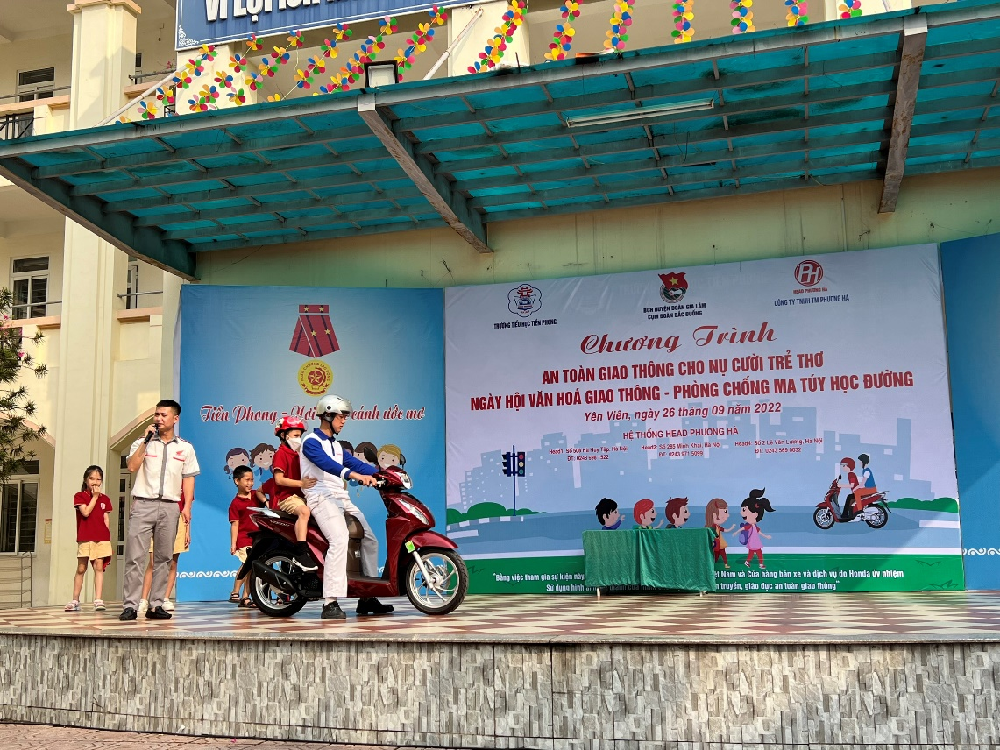 VÌ LỢI ÍCH
TRƯỜNG TIỂU HỌC TIỀN PHONG
BCH HUYỆN ĐOÀN GIA LÂM
CỤM ĐOÀN BẮC ĐUỐNG
PH
HEAD PHƯƠNG HÀ
CÔNG TY TNHH TM PHƯƠNG HÀ
Chương Trình
AN TOÀN GIAO THÔNG CHO NỤ CƯỜI TRẺ THƠ
NGÀY HỘI VĂN HOÁ GIAO THÔNG - PHÒNG CHỐNG MA TÚY HỌC ĐƯỜNG
Yên Viên, ngày 26 tháng 09 năm 2022
HỆ THỐNG HEAD PHƯƠNG HÀ
Head1: Số 508 Hà Huy Tập, Hà Nội
ĐT: 0243 698 1522
Head2: Số 285 Minh Khai, Hà Nội
ĐT: 0243 971 5099
Head4: Số 2 Lê Văn Lương, Hà Nội
ĐT: 0243 569 0032
Tiền Phong - Nơi cánh ước mơ
"Bằng việc tham gia sự kiện này, iệt Nam và Cửa hàng bán xe và dịch vụ do Honda ủy nhiệm
Sử dụng hình truyền, giáo dục an toàn giao thông"